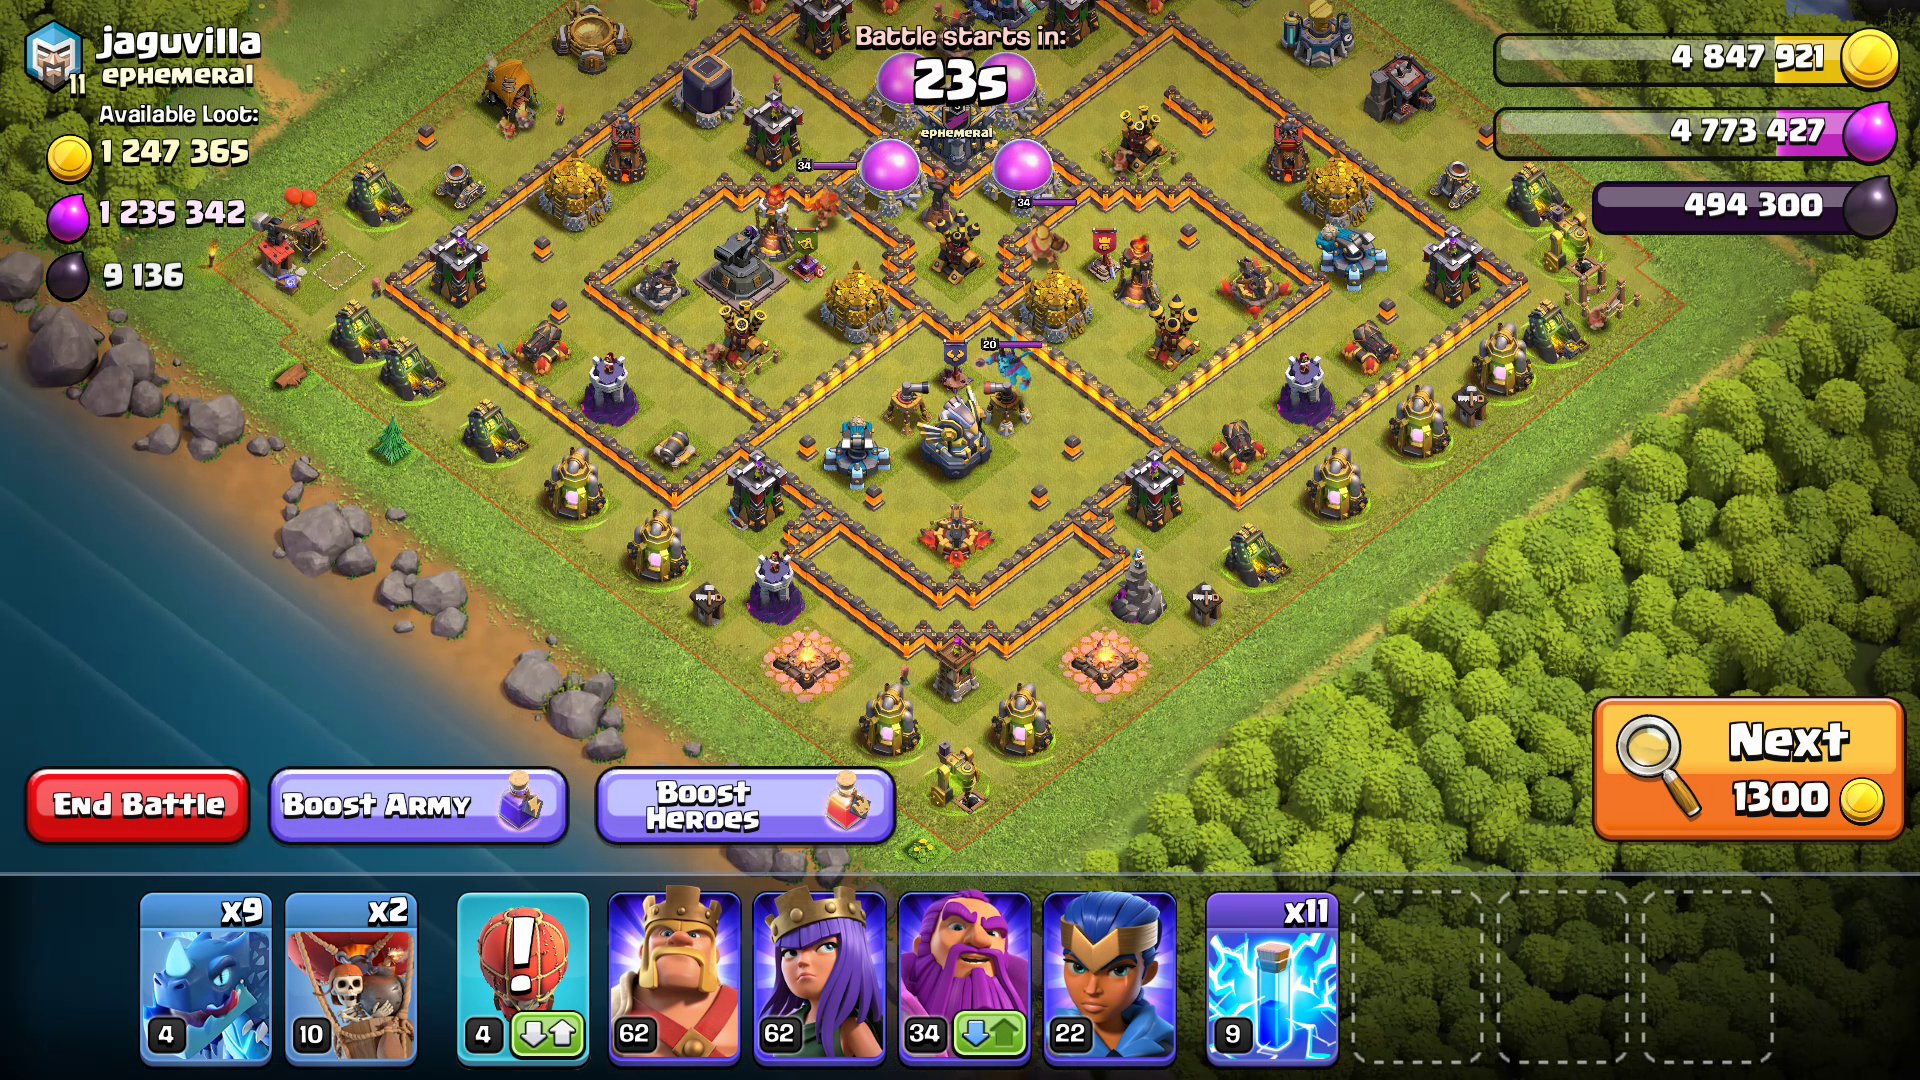 jaguvilla
ephemeral
11
Available Loot:
1 247 365
1 235 342
9 136
Battle starts in:
23s
ephemeral
34
34
20
4 847 921
4 773 427
494 300
Next
1300
End Battle
Boost Army
Boost
Heroes
x9
x2
x11
4
10
!
4
62
62
34
22
9